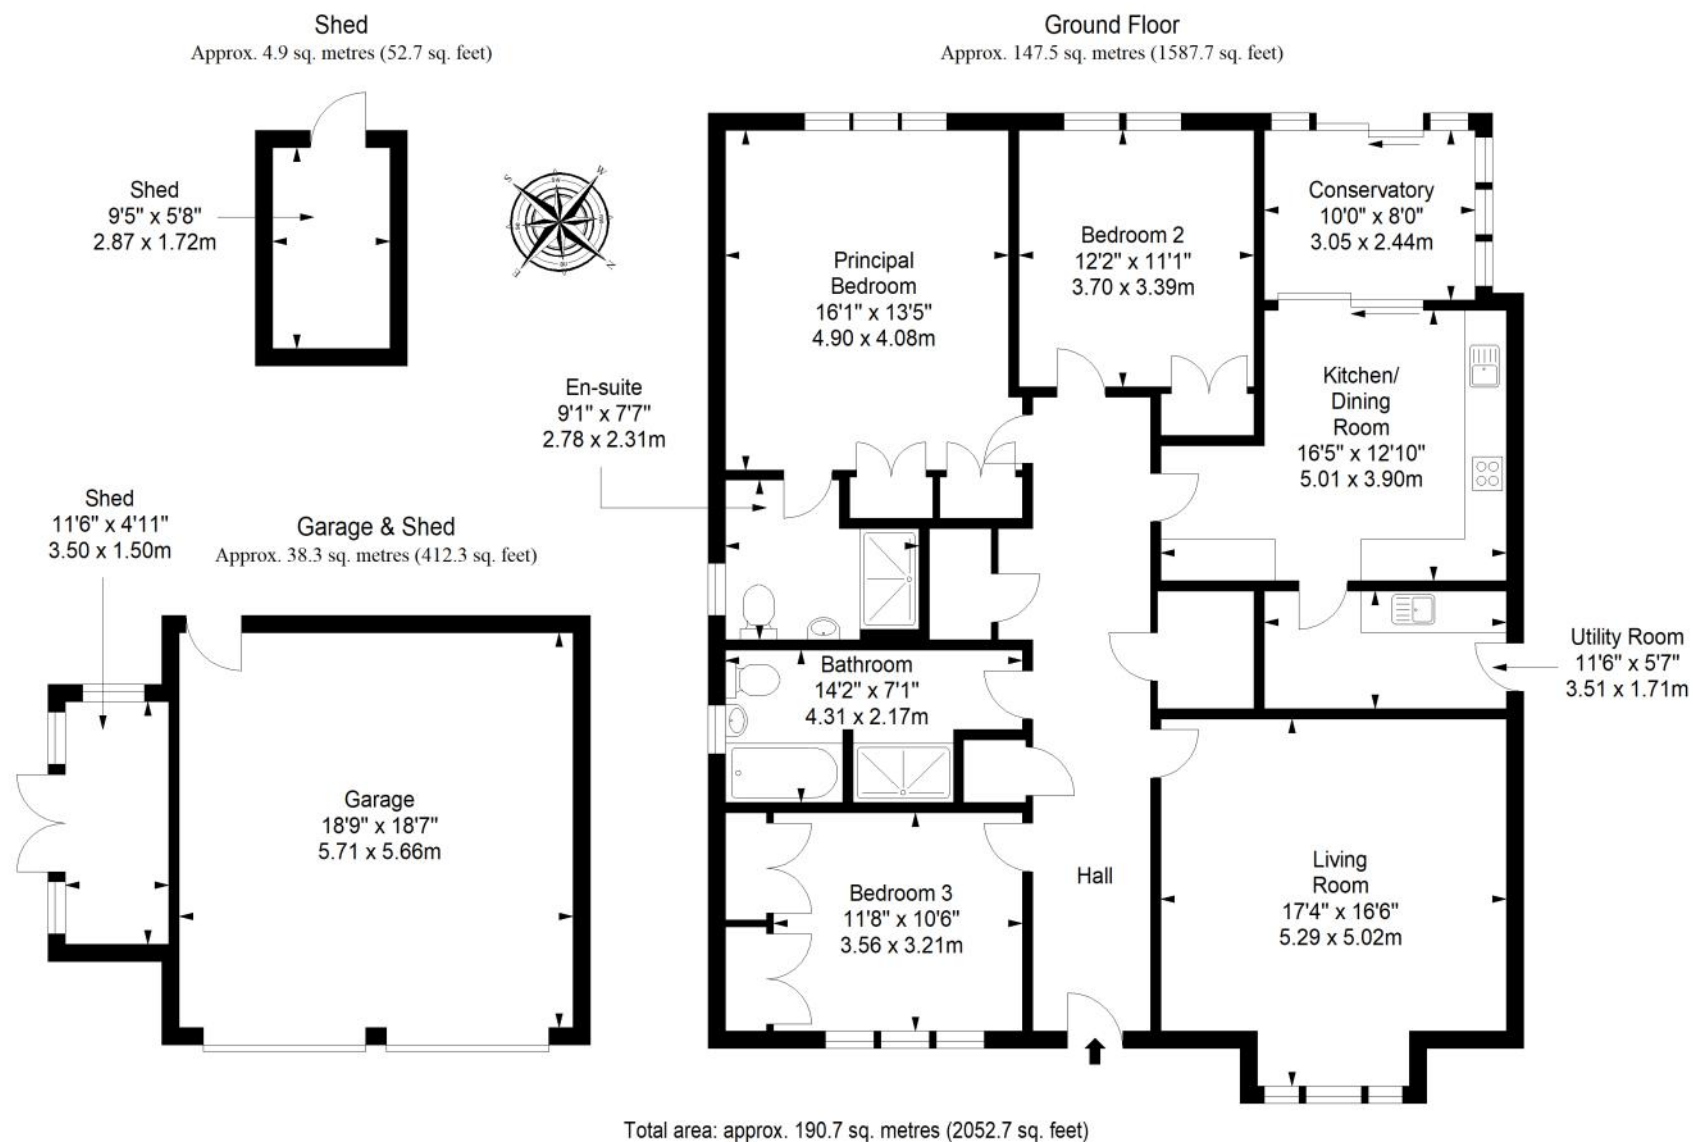 Shed
Approx. 4.9 sq. metres (52.7 sq. feet)
Ground Floor
Approx. 147.5 sq. metres (1587.7 sq. feet)
Shed
9'5" x 5'8"
2.87 x 1.72m
S
W
E
N
Principal
Bedroom
16'1" x 13'5"
4.90 x 4.08m
Bedroom 2
12'2" x 11'1"
3.70 x 3.39m
Conservatory
10'0" x 8'0"
3.05 x 2.44m
En-suite
9'1" x 7'7"
2.78 x 2.31m
Kitchen/
Dining
Room
16'5" x 12'10"
5.01 x 3.90m
Shed
11'6" x 4'11"
3.50 x 1.50m
Garage & Shed
Approx. 38.3 sq. metres (412.3 sq. feet)
Utility Room
11'6" x 5'7"
3.51 x 1.71m
Bathroom
14'2" x 7'1"
4.31 x 2.17m
Garage
18'9" x 18'7"
5.71 x 5.66m
Bedroom 3
11'8" x 10'6"
3.56 x 3.21m
Hall
Living
Room
17'4" x 16'6"
5.29 x 5.02m
Total area: approx. 190.7 sq. metres (2052.7 sq. feet)